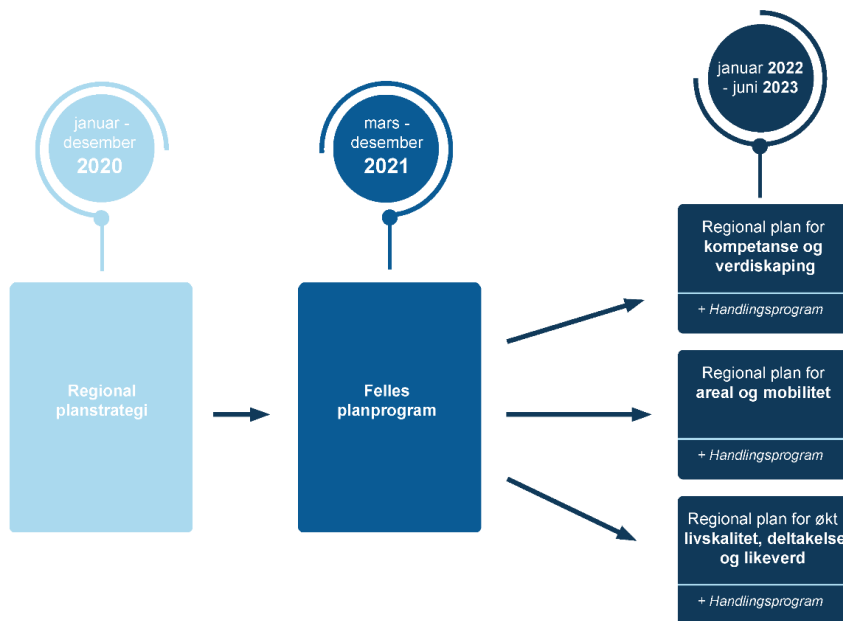 januar -
desember
2020
Regional
planstrategi
mars -
desember
2021
Felles
planprogram
januar 2022
- juni 2023
Regional plan for
kompetanse og
verdiskaping
+ Handlingsprogram
Regional plan for
areal og mobilitet
+ Handlingsprogram
Regional plan for økt
livskalitet, deltakelse
og likeverd
+ Handlingsprogram